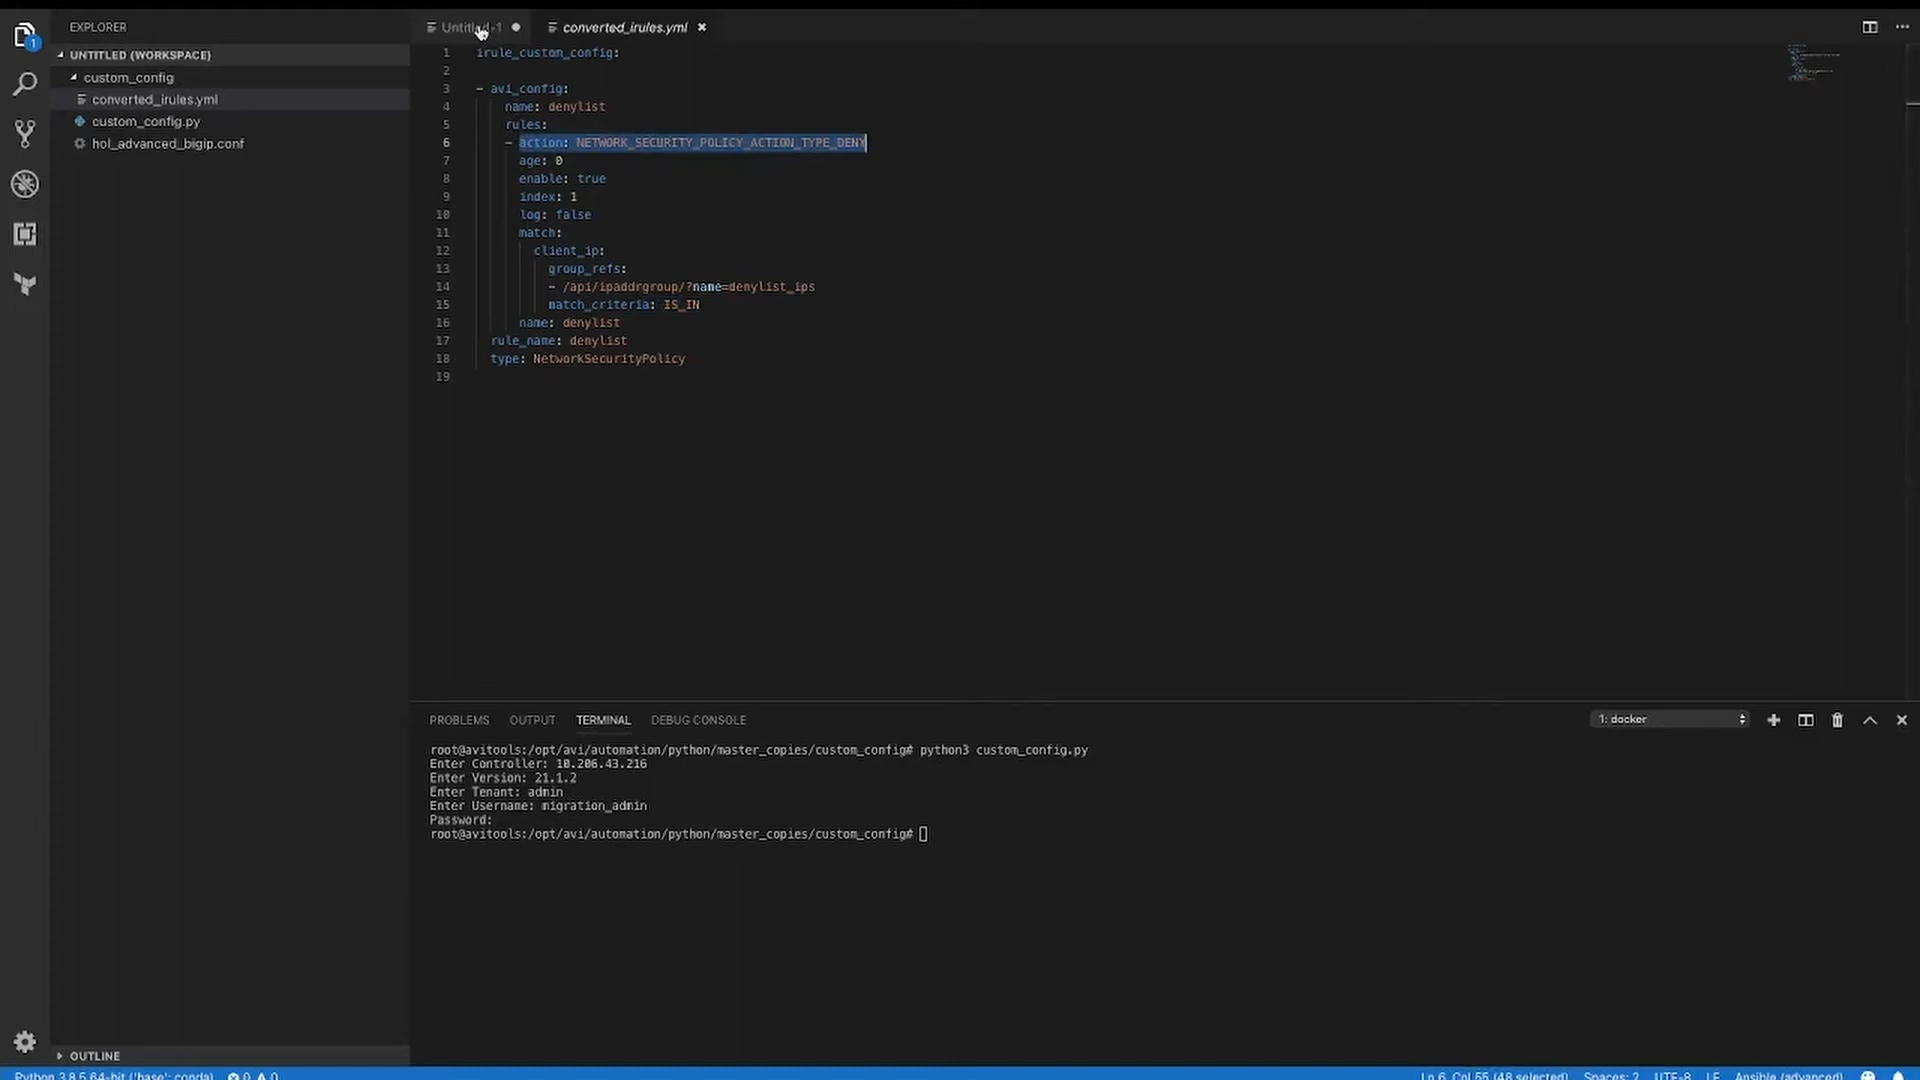 EXPLORER
UNTITLED (WORKSPACE)
custom_config
converted_irules.yml
custom_config.py
hol_advanced_bigip.conf
OUTLINE
1
Untitled-1
converted_irules.yml
1 irule_custom_config:
2
3 - avi_config:
4 name: denylist
5 rules:
6 - action: NETWORK_SECURITY_POLICY_ACTION_TYPE_DENY
7 age: 0
8 enable: true
9 index: 1
10 log: false
11 match:
12 client_ip:
13 group_refs:
14 - /api/ipaddrgroup/?name=denylist_ips
15 match_criteria: IS_IN
16 name: denylist
17 rule_name: denylist
18 type: NetworkSecurityPolicy
19
PROBLEMS OUTPUT TERMINAL DEBUG CONSOLE
1: docker
root@avitools:/opt/avi/automation/python/master_copies/custom_config# python3 custom_config.py
Enter Controller: 10.206.43.216
Enter Version: 21.1.2
Enter Tenant: admin
Enter Username: migration_admin
Password:
root@avitools:/opt/avi/automation/python/master_copies/custom_config#
Python 3.8.5 64-bit ('base': conda) 0 0 Ln 6, Col 55 (48 selected) Spaces: 2 UTF-8 LF Ansible (advanced)